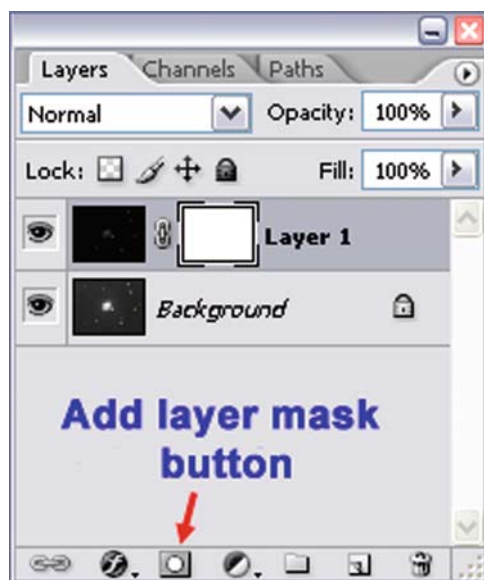 Layers Channels Paths
Normal Opacity: 100%
Lock: Fill: 100%
Layer 1
Background
Add layer mask
button